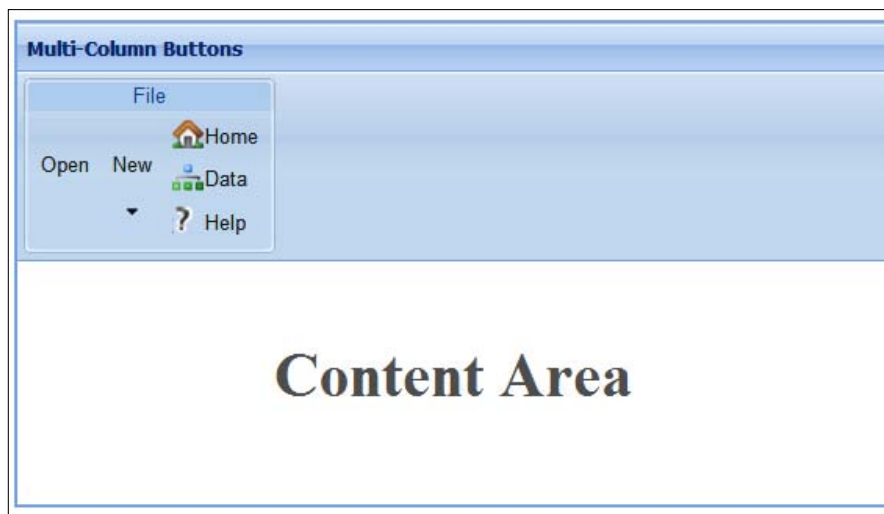 Multi-Column Buttons
File
Open
New
Home
Data
Help
Content Area